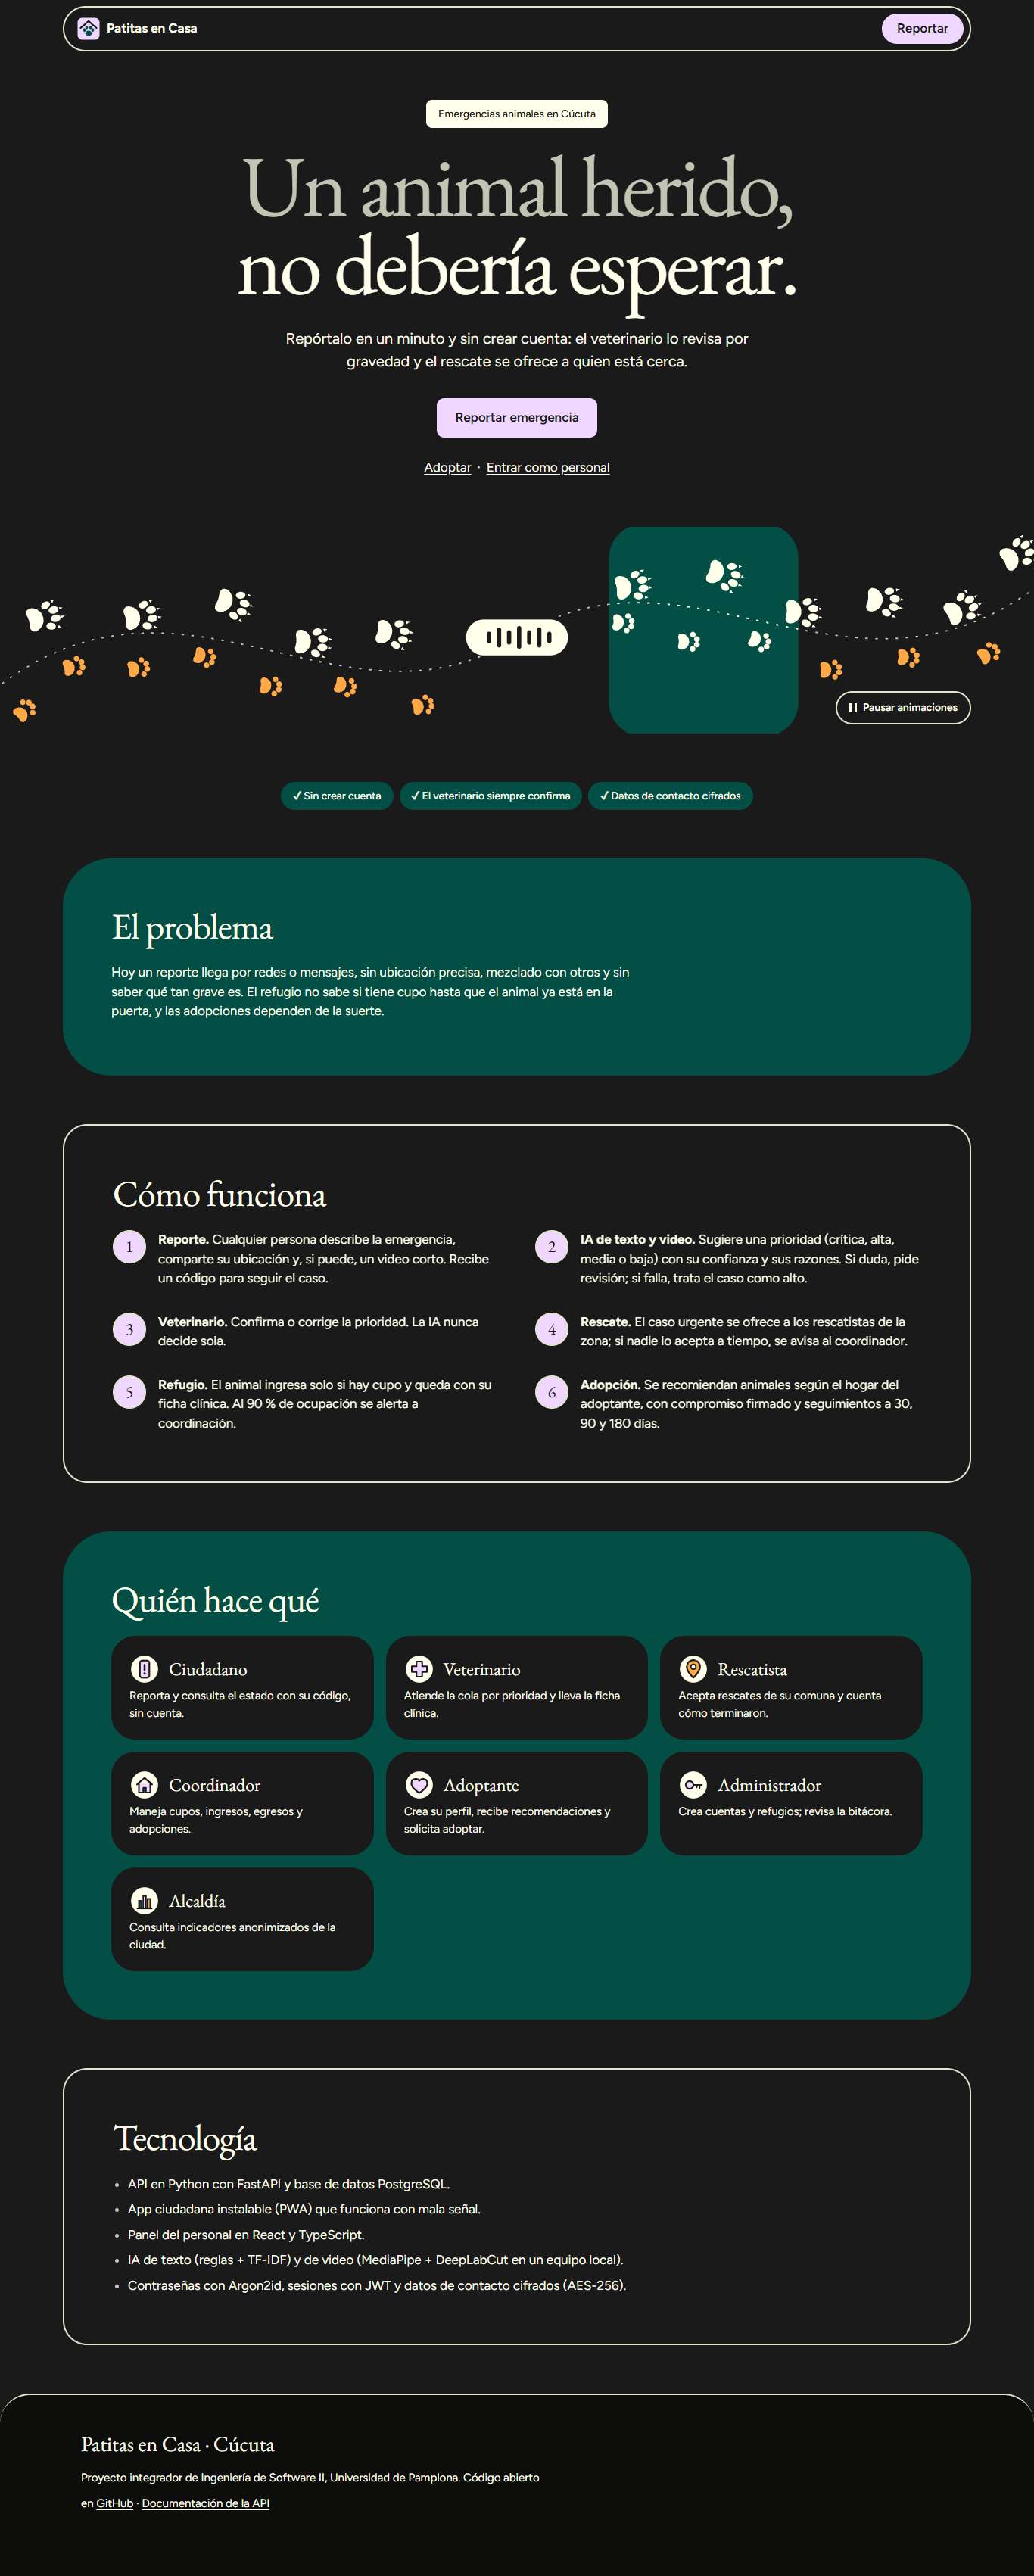 Patitas en Casa
Reportar
Emergencias animales en Cúcuta
Un animal herido,
no debería esperar.
Repórtalo en un minuto y sin crear cuenta: el veterinario lo revisa por
gravedad y el rescate se ofrece a quien está cerca.
Reportar emergencia
Adoptar · Entrar como personal
Pausar animaciones
✓ Sin crear cuenta
✓ El veterinario siempre confirma
✓ Datos de contacto cifrados
El problema
Hoy un reporte llega por redes o mensajes, sin ubicación precisa, mezclado con otros y sin
saber qué tan grave es. El refugio no sabe si tiene cupo hasta que el animal ya está en la
puerta, y las adopciones dependen de la suerte.
Cómo funciona
1
Reporte. Cualquier persona describe la emergencia,
comparte su ubicación y, si puede, un video corto. Recibe
un código para seguir el caso.
2
IA de texto y video. Sugiere una prioridad (crítica, alta,
media o baja) con su confianza y sus razones. Si duda, pide
revisión; si falla, trata el caso como alto.
3
Veterinario. Confirma o corrige la prioridad. La IA nunca
decide sola.
4
Rescate. El caso urgente se ofrece a los rescatistas de la
zona; si nadie lo acepta a tiempo, se avisa al coordinador.
5
Refugio. El animal ingresa solo si hay cupo y queda con su
ficha clínica. Al 90 % de ocupación se alerta a
coordinación.
6
Adopción. Se recomiendan animales según el hogar del
adoptante, con compromiso firmado y seguimientos a 30,
90 y 180 días.
Quién hace qué
Ciudadano
Reporta y consulta el estado con su código,
sin cuenta.
Veterinario
Atiende la cola por prioridad y lleva la ficha
clínica.
Rescatista
Acepta rescates de su comuna y cuenta
cómo terminaron.
Coordinador
Maneja cupos, ingresos, egresos y
adopciones.
Adoptante
Crea su perfil, recibe recomendaciones y
solicita adoptar.
Administrador
Crea cuentas y refugios; revisa la bitácora.
Alcaldía
Consulta indicadores anonimizados de la
ciudad.
Tecnología
• API en Python con FastAPI y base de datos PostgreSQL.
• App ciudadana instalable (PWA) que funciona con mala señal.
• Panel del personal en React y TypeScript.
• IA de texto (reglas + TF-IDF) y de video (MediaPipe + DeepLabCut en un equipo local).
• Contraseñas con Argon2id, sesiones con JWT y datos de contacto cifrados (AES-256).
Patitas en Casa · Cúcuta
Proyecto integrador de Ingeniería de Software II, Universidad de Pamplona. Código abierto
en GitHub · Documentación de la API